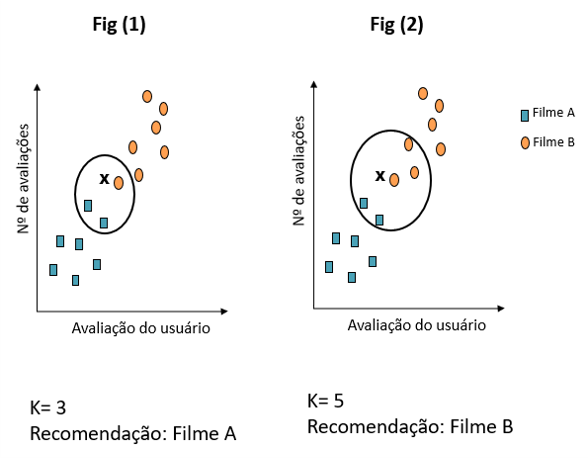 Fig (1)
Fig (2)
Nº de avaliações
x
Avaliação do usuário
Nº de avaliações
x
Avaliação do usuário
Filme A
Filme B
K= 3
Recomendação: Filme A
K= 5
Recomendação: Filme B